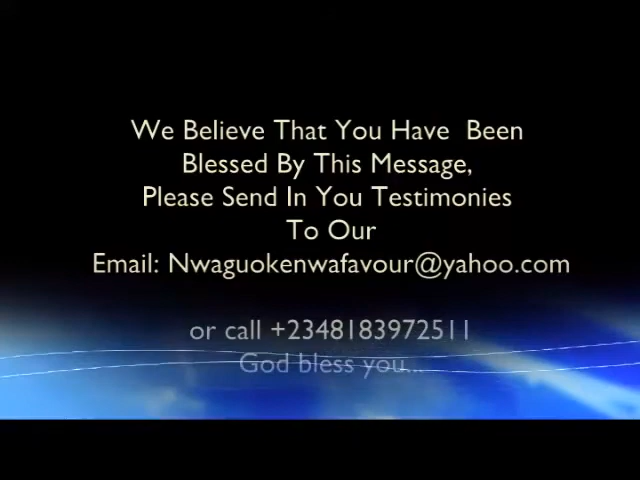 We Believe That You Have Been
Blessed By This Message,
Please Send In You Testimonies
To Our
Email: Nwaguokenwafavour@yahoo.com
or call +2348183972511
God bless you...